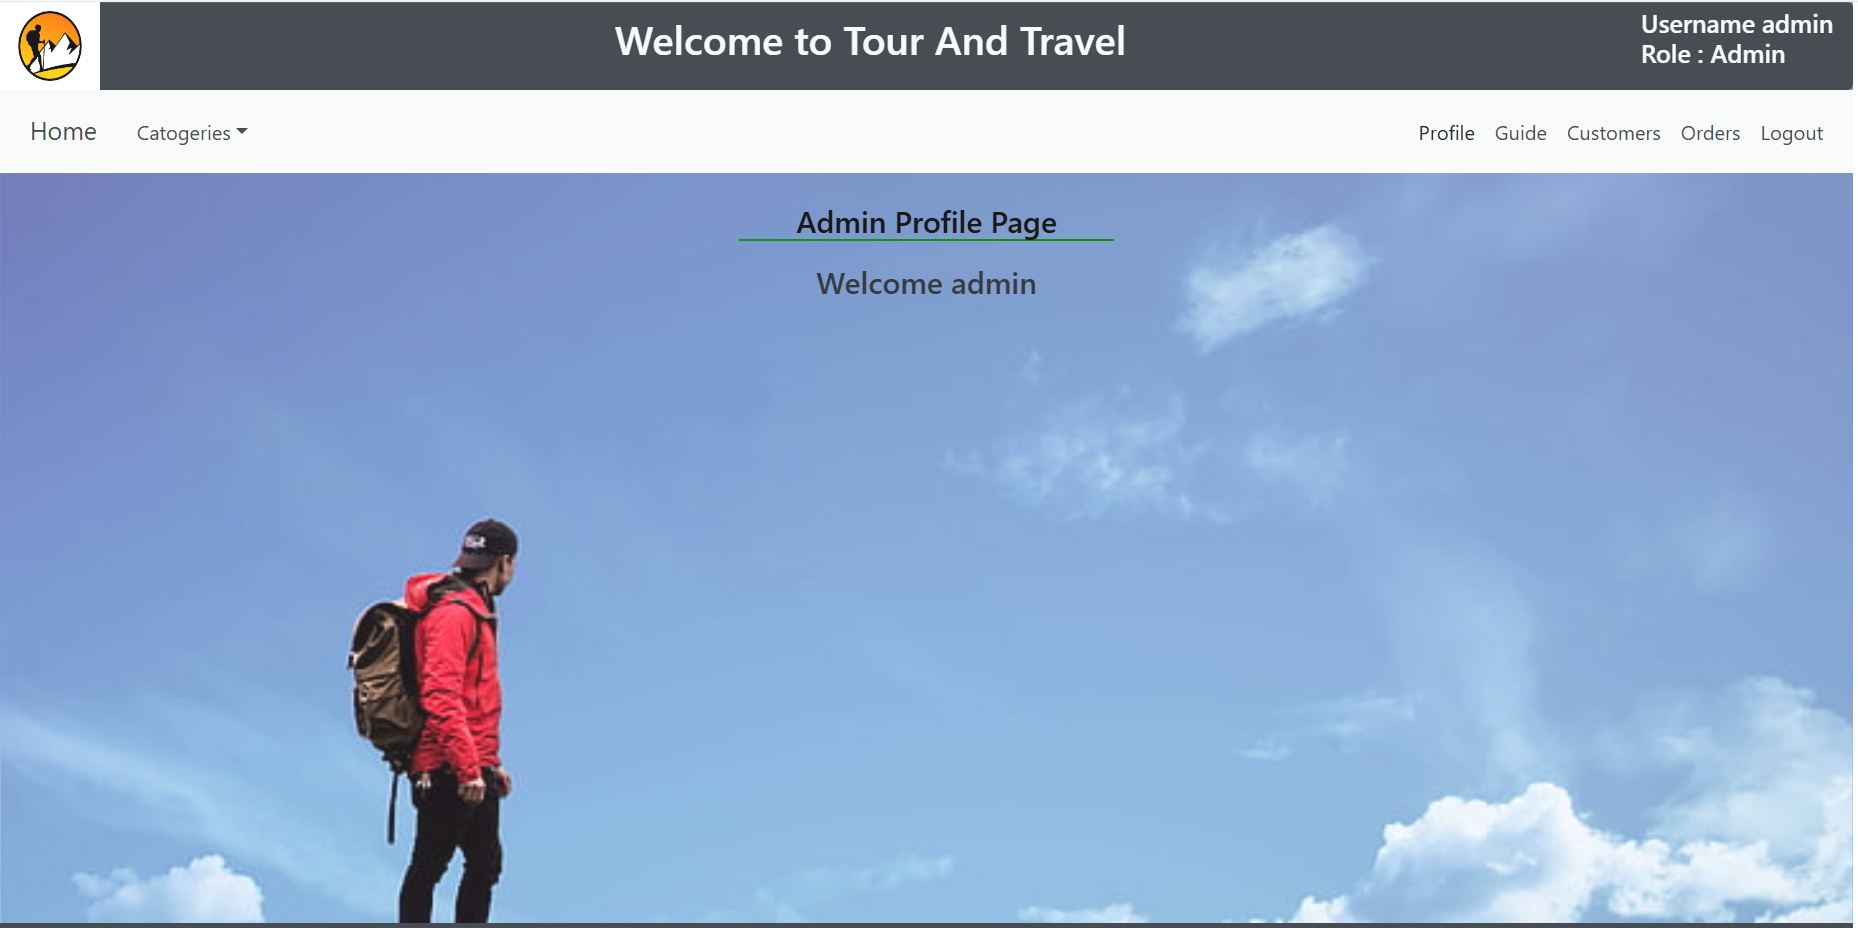 Welcome to Tour And Travel
Username admin
Role : Admin
Home
Catogeries
Profile
Guide
Customers
Orders
Logout
Admin Profile Page
Welcome admin